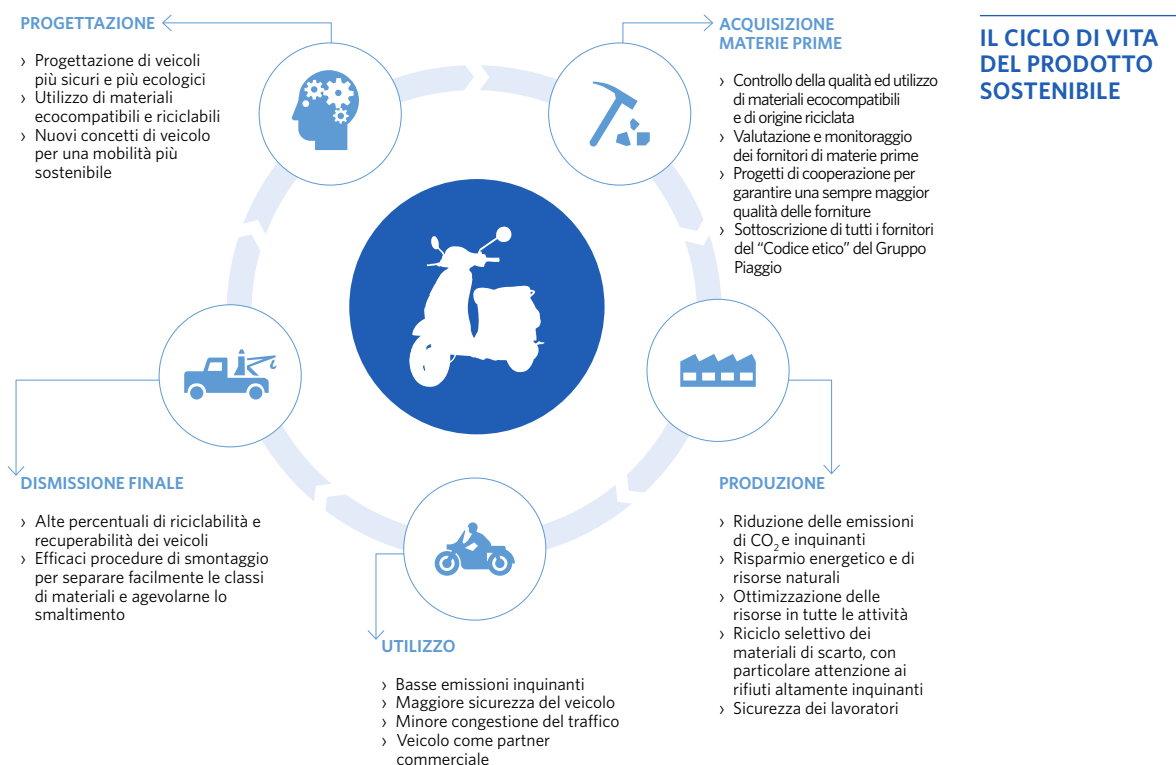 PROGETTAZIONE
› Progettazione di veicoli
più sicuri e più ecologici
› Utilizzo di materiali
ecocompatibili e riciclabili
› Nuovi concetti di veicolo
per una mobilità più
sostenibile
ACQUISIZIONE
MATERIE PRIME
› Controllo della qualità ed utilizzo
di materiali ecocompatibili
e di origine riciclata
› Valutazione e monitoraggio
dei fornitori di materie prime
› Progetti di cooperazione per
garantire una sempre maggior
qualità delle forniture
› Sottoscrizione di tutti i fornitori
del “Codice etico” del Gruppo
Piaggio
IL CICLO DI VITA
DEL PRODOTTO
SOSTENIBILE
DISMISSIONE FINALE
› Alte percentuali di riciclabilità e
recuperabilità dei veicoli
› Efficaci procedure di smontaggio
per separare facilmente le classi
di materiali e agevolarne lo
smaltimento
UTILIZZO
› Basse emissioni inquinanti
› Maggiore sicurezza del veicolo
› Minore congestione del traffico
› Veicolo come partner
commerciale
PRODUZIONE
› Riduzione delle emissioni
di CO₂ e inquinanti
› Risparmio energetico e di
risorse naturali
› Ottimizzazione delle
risorse in tutte le attività
› Riciclo selettivo dei
materiali di scarto, con
particolare attenzione ai
rifiuti altamente inquinanti
› Sicurezza dei lavoratori